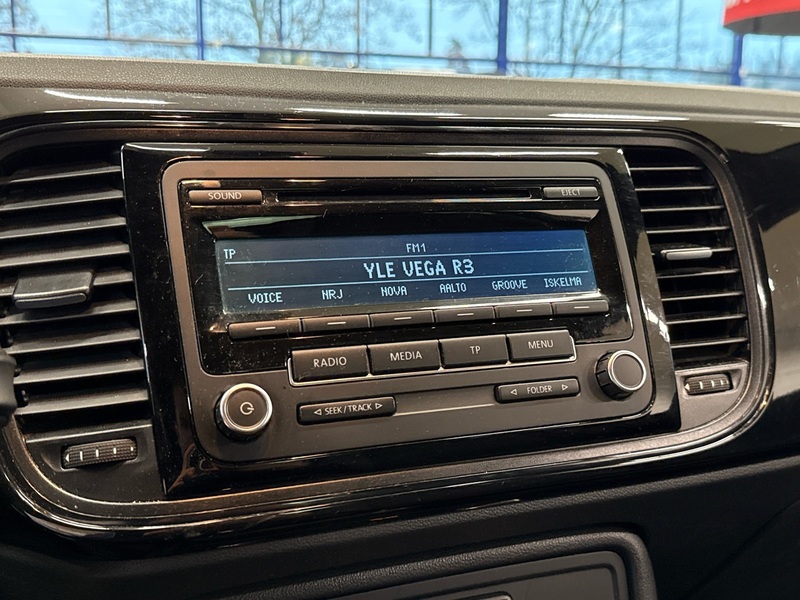 SOUND
EJECT
TP
FM1
YLE VEGA R3
VOICE NRJ NOVA AALTO GROOVE ISKELMA
RADIO MEDIA TP MENU
SEEK / TRACK
FOLDER